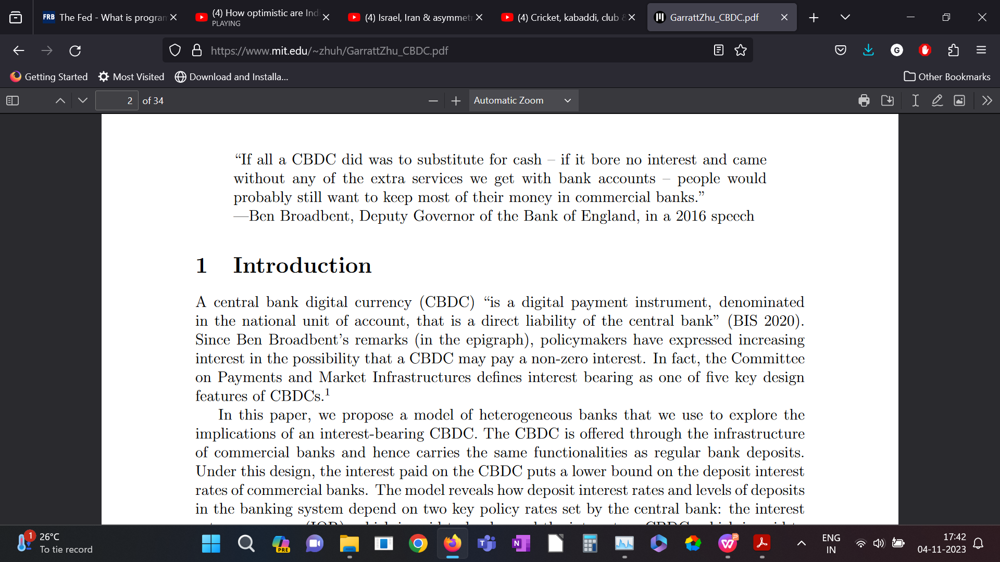 The Fed - What is program
(4) How optimistic are Indi
PLAYING
(4) Israel, Iran & asymmet
(4) Cricket, kabaddi, club &
GarrattZhu_CBDC.pdf
https://www.mit.edu/~zhuh/GarrattZhu_CBDC.pdf
Getting Started
Most Visited
Download and Installa...
Other Bookmarks
2 of 34
Automatic Zoom
“If all a CBDC did was to substitute for cash – if it bore no interest and came
without any of the extra services we get with bank accounts – people would
probably still want to keep most of their money in commercial banks.”
—Ben Broadbent, Deputy Governor of the Bank of England, in a 2016 speech
1 Introduction
A central bank digital currency (CBDC) “is a digital payment instrument, denominated
in the national unit of account, that is a direct liability of the central bank” (BIS 2020).
Since Ben Broadbent’s remarks (in the epigraph), policymakers have expressed increasing
interest in the possibility that a CBDC may pay a non-zero interest. In fact, the Committee
on Payments and Market Infrastructures defines interest bearing as one of five key design
features of CBDCs.1
In this paper, we propose a model of heterogeneous banks that we use to explore the
implications of an interest-bearing CBDC. The CBDC is offered through the infrastructure
of commercial banks and hence carries the same functionalities as regular bank deposits.
Under this design, the interest paid on the CBDC puts a lower bound on the deposit interest
rates of commercial banks. The model reveals how deposit interest rates and levels of deposits
in the banking system depend on two key policy rates set by the central bank: the interest
1
26°C
To tie record
PRE
ENG
IN
17:42
04-11-2023